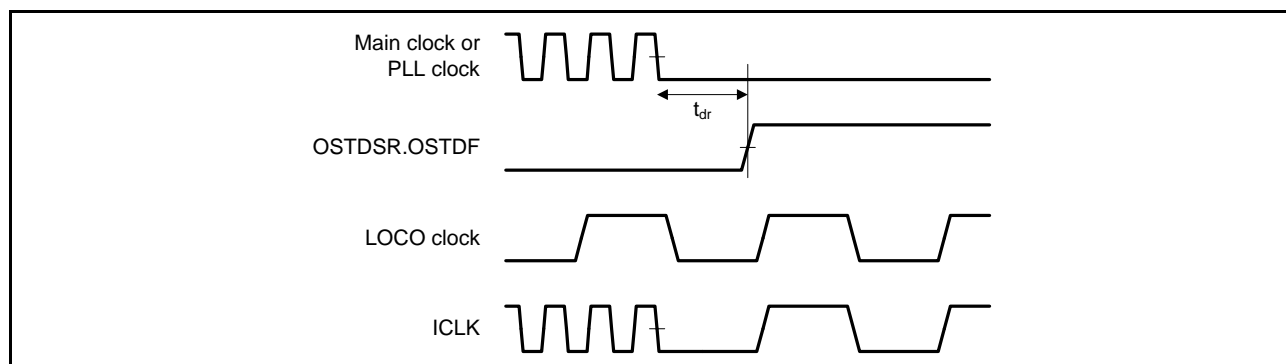 Main clock or
PLL clock
tdr
OSTDSR.OSTDF
LOCO clock
ICLK